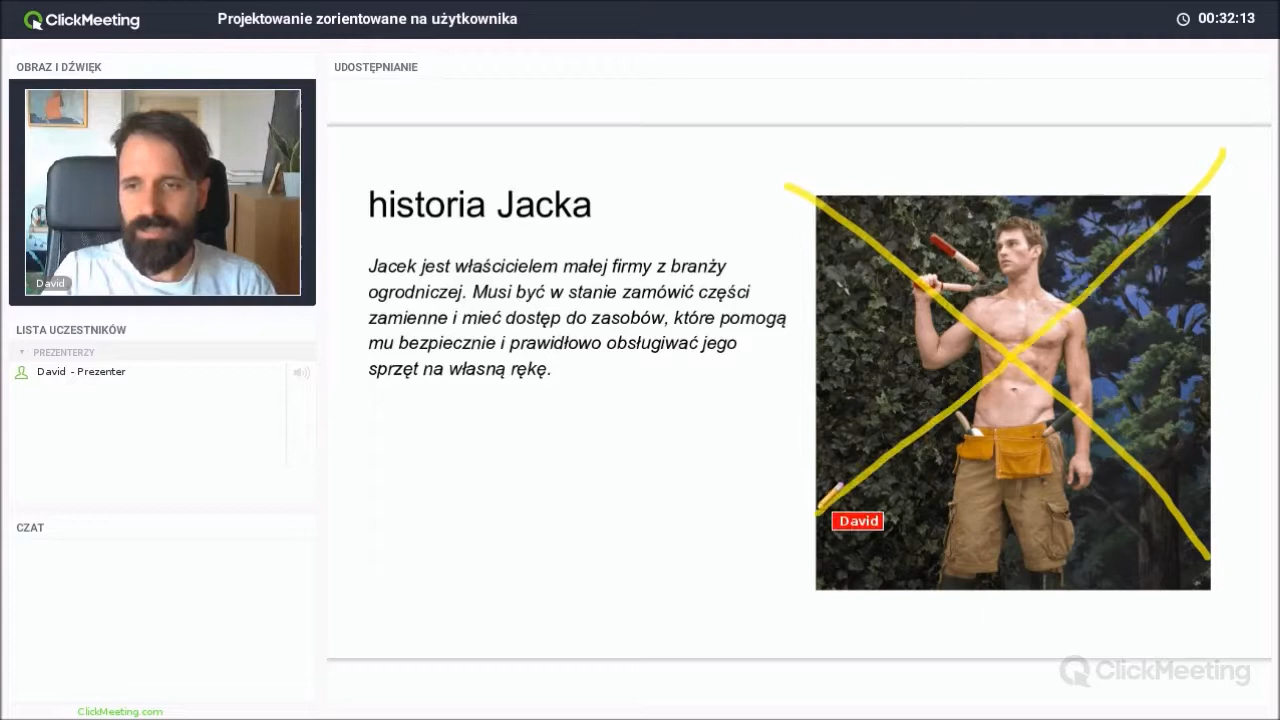 ClickMeeting
Projektowanie zorientowane na użytkownika
00:32:13
OBRAZ I DŹWIĘK
David
LISTA UCZESTNIKÓW
PREZENTERZY
David - Prezenter
CZAT
ClickMeeting.com
UDOSTĘPNIANIE
historia Jacka
Jacek jest właścicielem małej firmy z branży
ogrodniczej. Musi być w stanie zamówić części
zamienne i mieć dostęp do zasobów, które pomogą
mu bezpiecznie i prawidłowo obsługiwać jego
sprzęt na własną rękę.
David
ClickMeeting